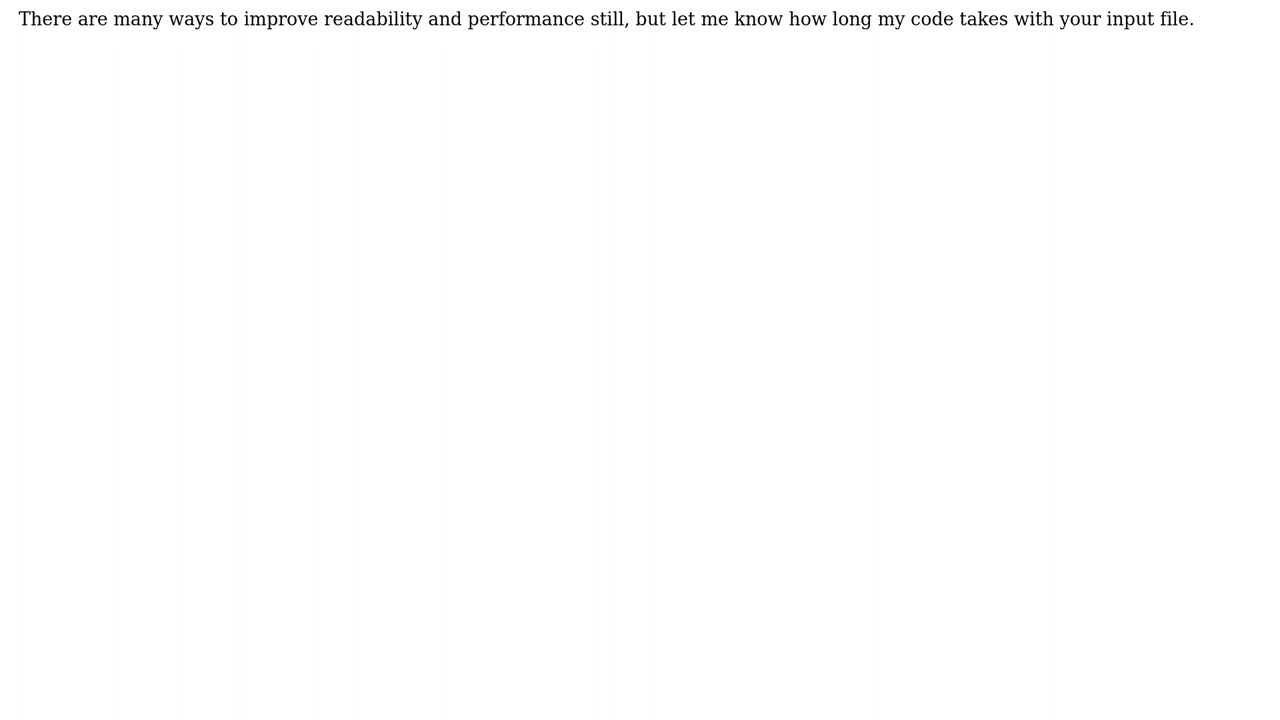 There are many ways to improve readability and performance still, but let me know how long my code takes with your input file.